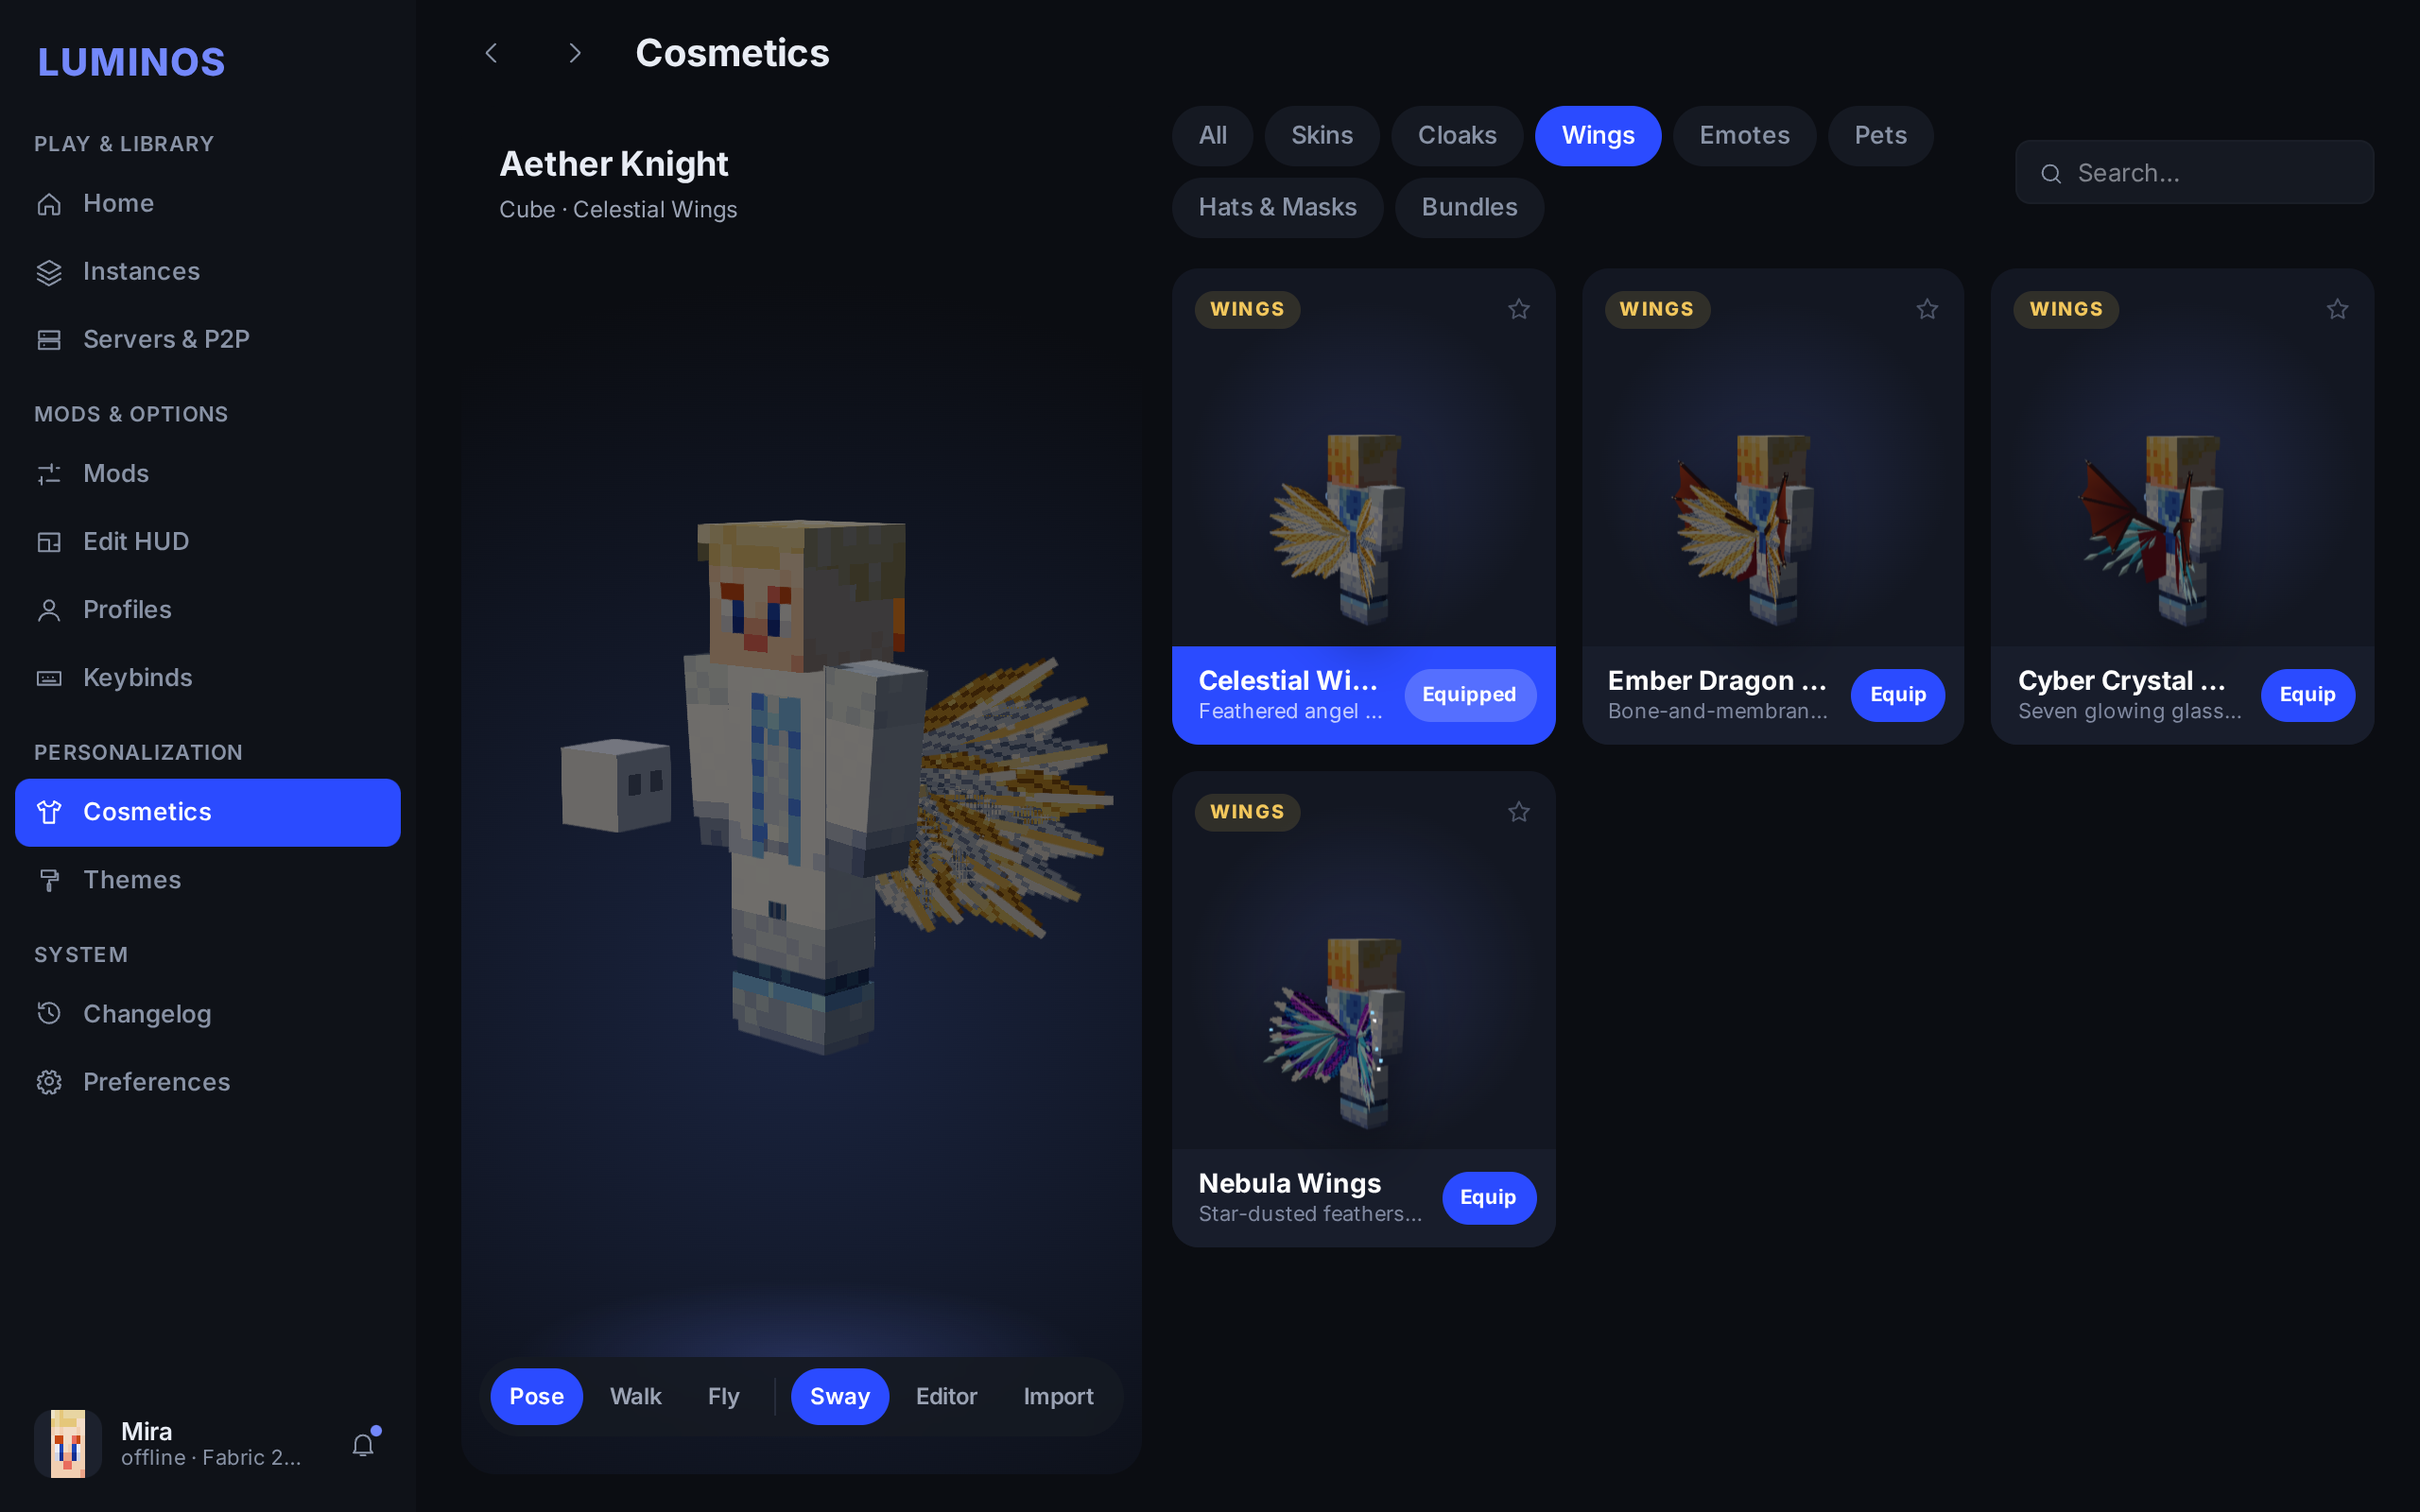 LUMINOS
PLAY & LIBRARY
Home
Instances
Servers & P2P
MODS & OPTIONS
Mods
Edit HUD
Profiles
Keybinds
PERSONALIZATION
Cosmetics
Themes
SYSTEM
Changelog
Preferences
Mira
offline · Fabric 2...
Cosmetics
Aether Knight
Cube · Celestial Wings
Pose Walk Fly Sway Editor Import
All Skins Cloaks Wings Emotes Pets
Hats & Masks Bundles
Search...
WINGS
Celestial Wi...
Feathered angel ...
Equipped
WINGS
Ember Dragon ...
Bone-and-membran...
Equip
WINGS
Cyber Crystal ...
Seven glowing glass...
Equip
WINGS
Nebula Wings
Star-dusted feathers...
Equip